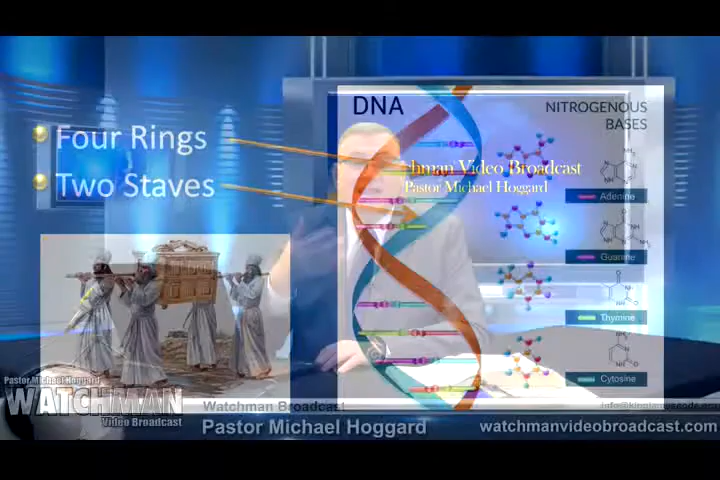 DNA
NITROGENOUS
BASES
Four Rings
Two Staves
chman Video Broadcast
Pastor Michael Hoggard
Adenine
Guanine
Thymine
Cytosine
Pastor Michael Hoggard
WATCHMAN
Video Broadcast
Watchman Broadcast
Pastor Michael Hoggard
watchmanvideobroadcast.com